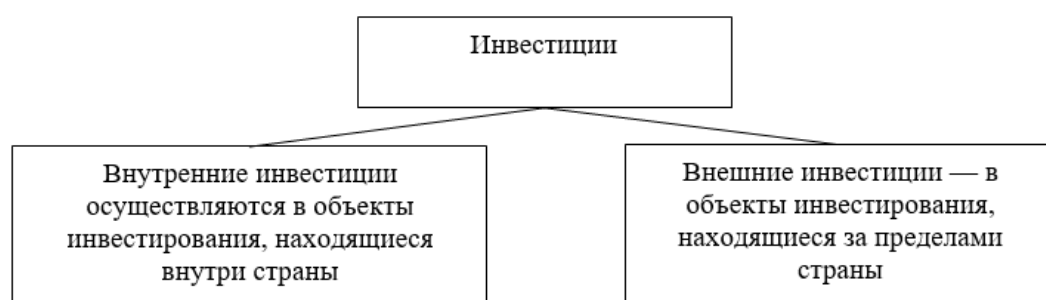 Инвестиции
Внутренние инвестиции
осуществляются в объекты
инвестирования, находящиеся
внутри страны
Внешние инвестиции — в
объекты инвестирования,
находящиеся за пределами
страны